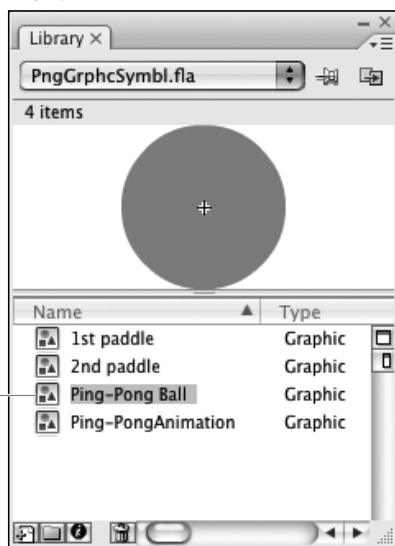 Library ×
PngGrphcSymbl.fla
4 items
Name Type
1st paddle Graphic
2nd paddle Graphic
Ping-Pong Ball Graphic
Ping-PongAnimation Graphic